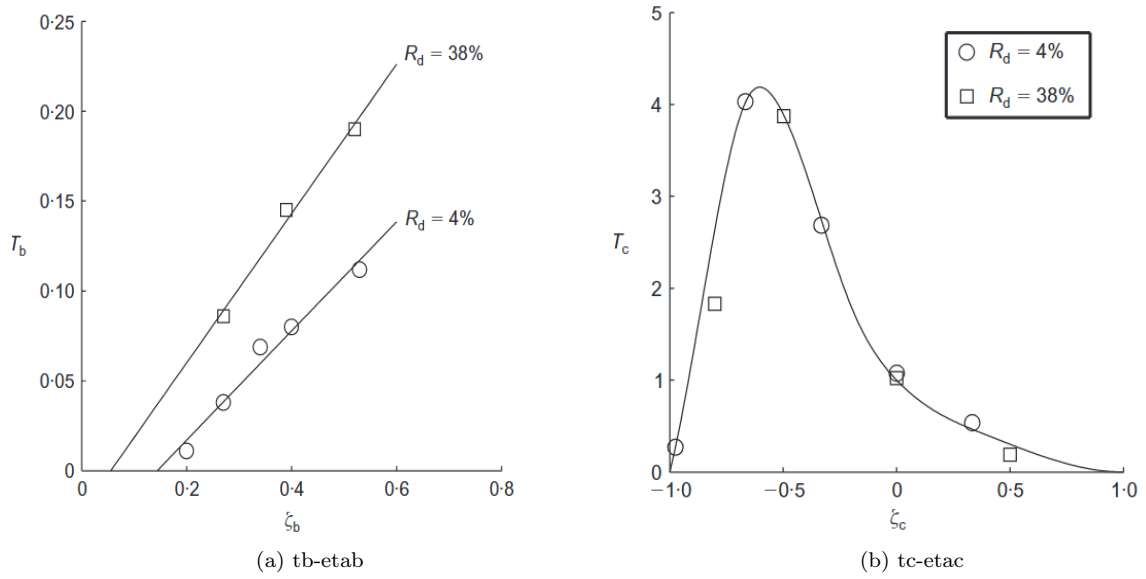 0·25
0·20
0·15
T_b
0·10
0·05
0
0
0·2
0·4
0·6
0·8
ζ_b
R_d = 38%
R_d = 4%
(a) tb-etab
5
4
3
T_c
2
1
0
−1·0
−0·5
0
0·5
1·0
ζ_c
R_d = 4%
R_d = 38%
(b) tc-etac